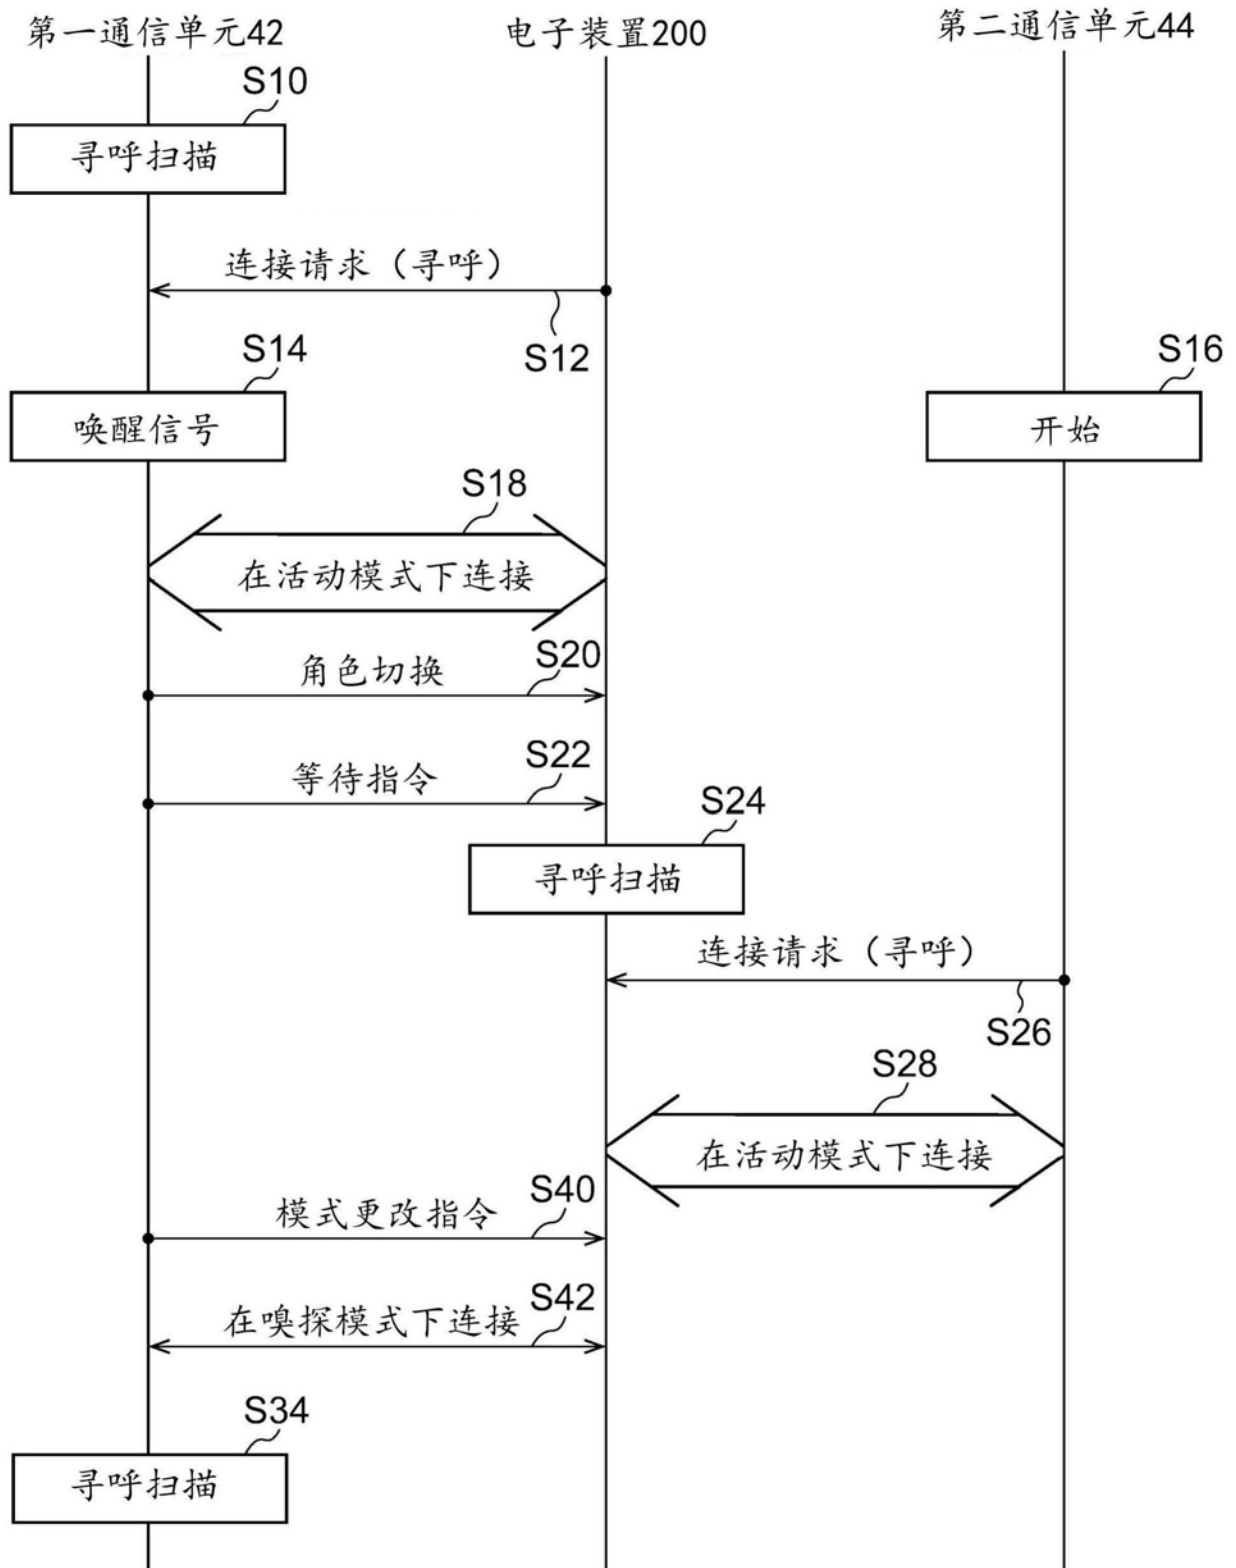 第一通信单元42
电子装置200
第二通信单元44
S10
寻呼扫描
连接请求（寻呼）
S12
S14
唤醒信号
S16
开始
S18
在活动模式下连接
S20
角色切换
S22
等待指令
S24
寻呼扫描
连接请求（寻呼）
S26
S28
在活动模式下连接
S40
模式更改指令
S42
在嗅探模式下连接
S34
寻呼扫描